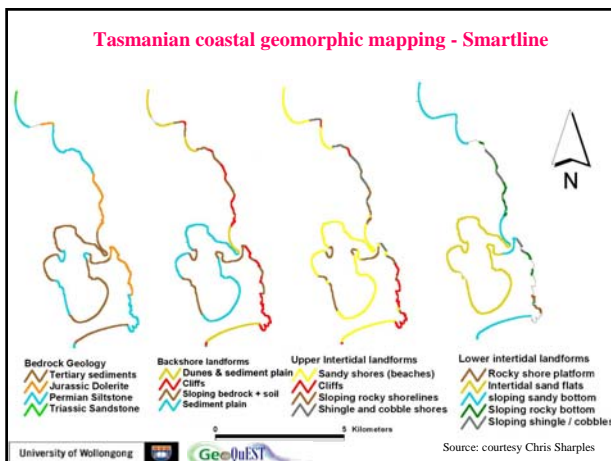 Tasmanian coastal geomorphic mapping - Smartline
N
Bedrock Geology
Tertiary sediments
Jurassic Dolerite
Permian Siltstone
Triassic Sandstone
Backshore landforms
Dunes & sediment plain
Cliffs
Sloping bedrock + soil
Sediment plain
Upper Intertidal landforms
Sandy shores (beaches)
Cliffs
Sloping rocky shorelines
Shingle and cobble shores
Lower intertidal landforms
Rocky shore platform
Intertidal sand flats
sloping sandy bottom
Sloping rocky bottom
Sloping shingle / cobbles
0 5 Kilometers
University of Wollongong
GeoQuEST
Source: courtesy Chris Sharples